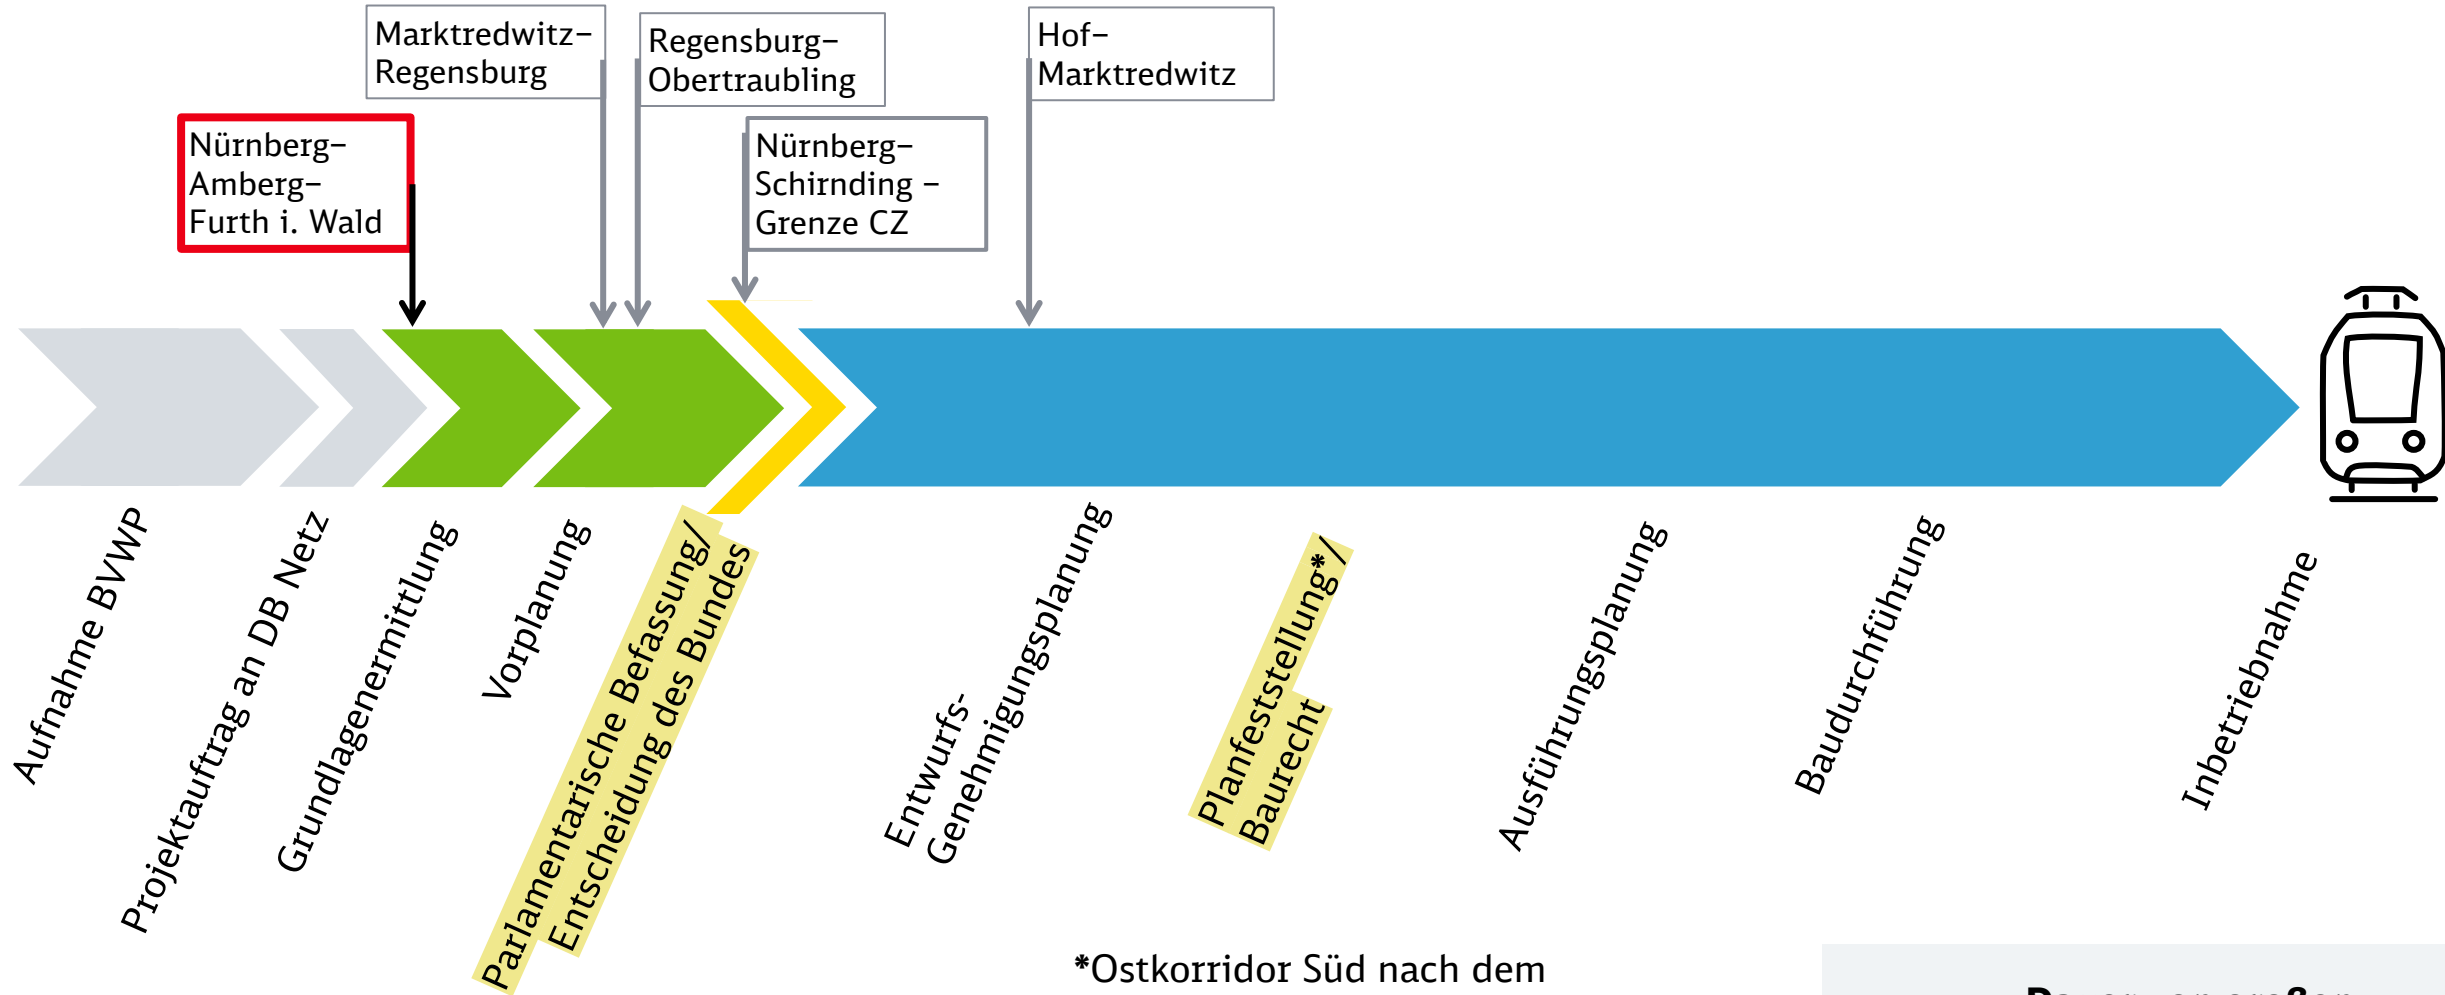 Marktredwitz–
Regensburg
Regensburg–
Obertraubling
Hof–
Marktredwitz
Nürnberg–
Amberg–
Furth i. Wald
Nürnberg–
Schirnding –
Grenze CZ
Aufnahme BVWP
Projektauftrag an DB Netz
Grundlagenermittlung
Vorplanung
Parlamentarische Befassung/
Entscheidung des Bundes
Entwurfs-
Genehmigungsplanung
Planfeststellung*/
Baurecht
Ausführungsplanung
Baudurchführung
Inbetriebnahme
*Ostkorridor Süd nach dem